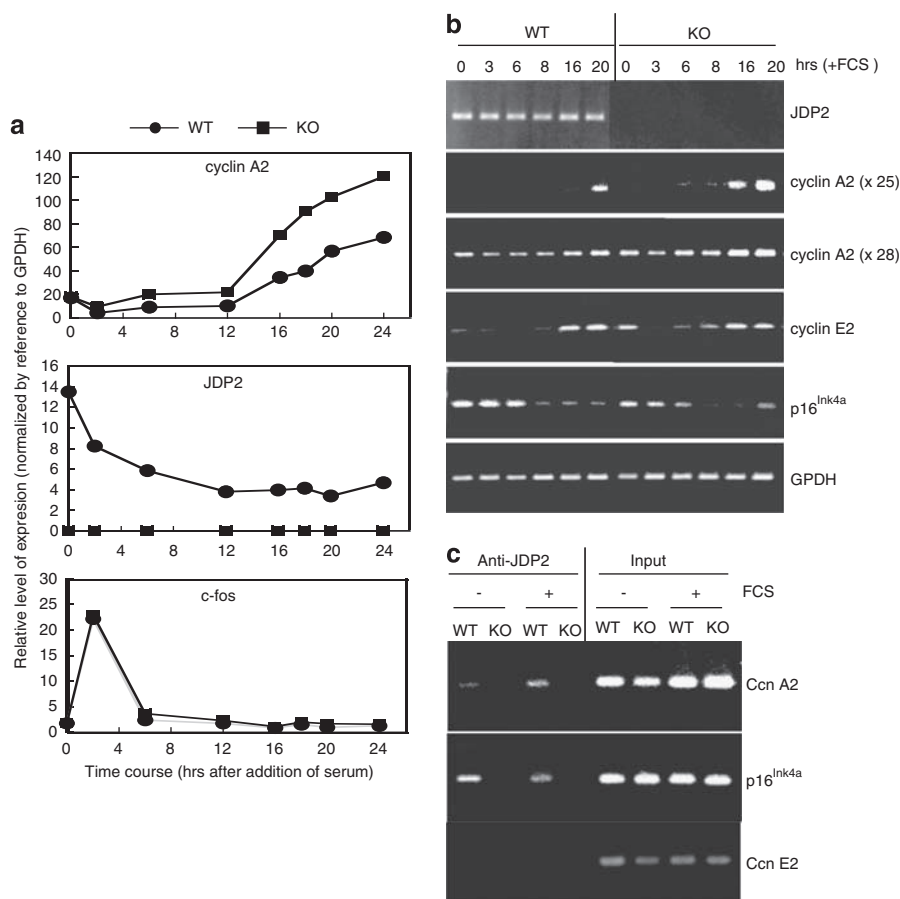 a
WT KO
Relative level of expresion (normalized by reference to GPDH)
cyclin A2
140
120
100
80
60
40
20
0
0 4 8 12 16 20 24
JDP2
16
14
12
10
8
6
4
2
0
0 4 8 12 16 20 24
c-fos
30
25
20
15
10
5
0
0 4 8 12 16 20 24
Time course (hrs after addition of serum)
b
WT KO
0 3 6 8 16 20 0 3 6 8 16 20 hrs (+FCS )
JDP2
cyclin A2 (x 25)
cyclin A2 (x 28)
cyclin E2
p16Ink4a
GPDH
c
Anti-JDP2 Input
- + - + FCS
WT KO WT KO WT KO WT KO
Ccn A2
p16Ink4a
Ccn E2